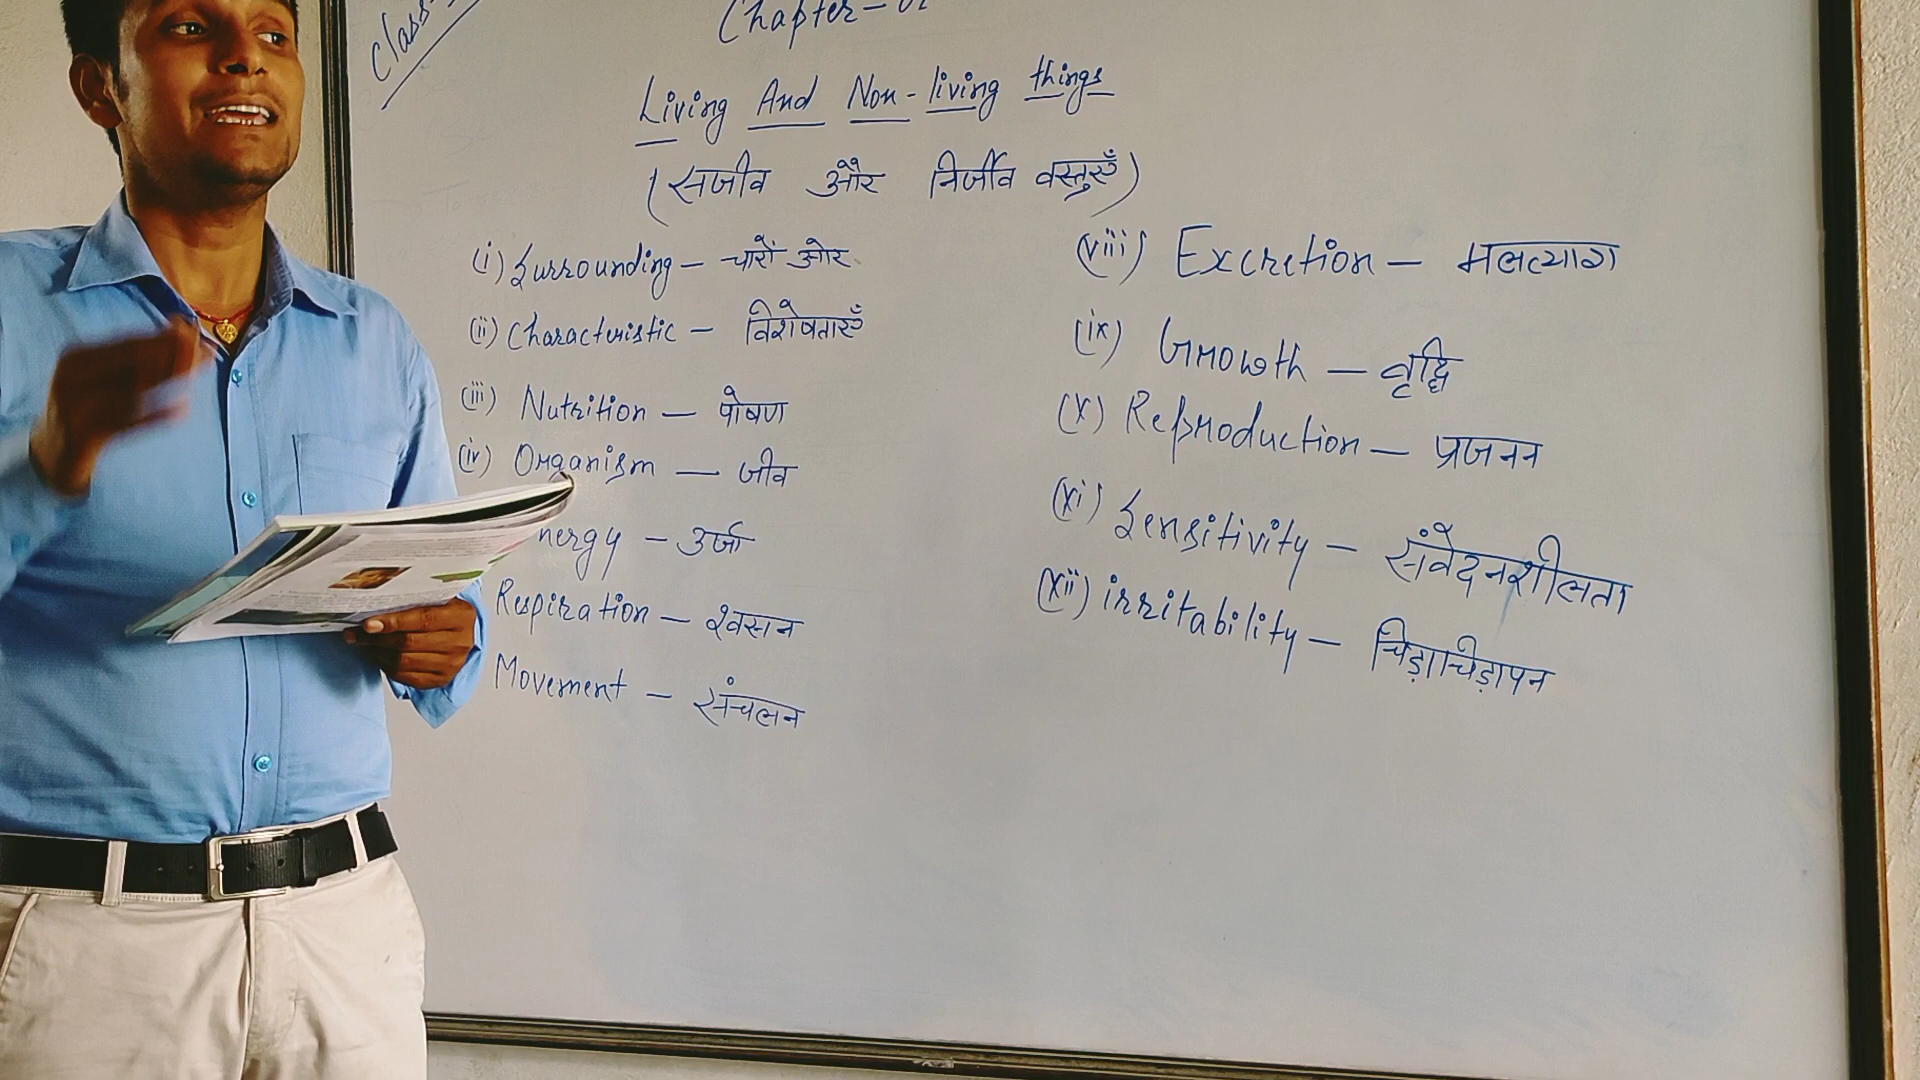 Class-
Chapter-
Living And Non-living things
(सजीव और निर्जीव वस्तुएँ)
(i) Surrounding – चारों ओर
(ii) Characteristic – विशेषताएँ
(iii) Nutrition – पोषण
(iv) Organism – जीव
nergy – उर्जा
Respiration – श्वसन
Movement – संचलन
(viii) Excretion – मलत्याग
(ix) Growth – वृद्धि
(x) Reproduction – प्रजनन
(xi) Sensitivity – संवेदनशीलता
(xii) irritability – चिड़ाचिड़ापन